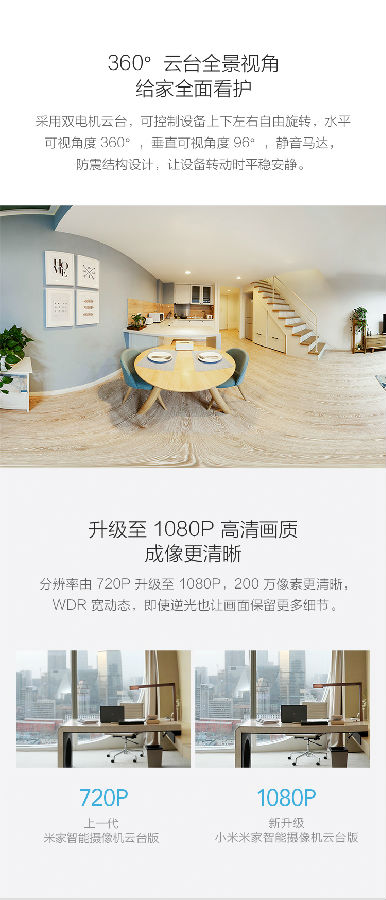 360° 云台全景视角
给家全面看护
采用双电机云台，可控制设备上下左右自由旋转，水平
可视角度 360°，垂直可视角度 96°，静音马达，
防震结构设计，让设备转动时平稳安静。
HO
ME
升级至 1080P 高清画质
成像更清晰
分辨率由 720P 升级至 1080P，200 万像素更清晰，
WDR 宽动态，即使逆光也让画面保留更多细节。
720P
1080P
上一代
新升级
米家智能摄像机云台版
小米米家智能摄像机云台版